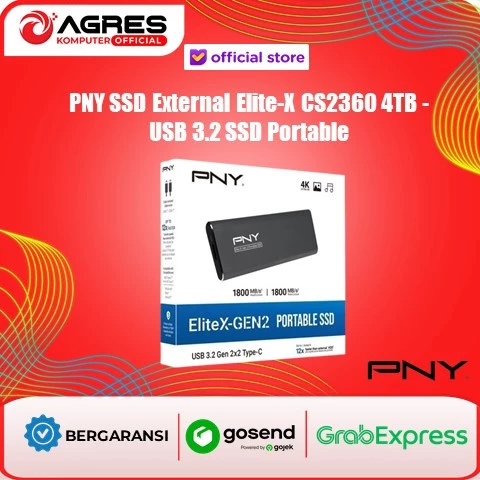 AGRES
KOMPUTER OFFICIAL
official store
PNY SSD External Elite-X CS2360 4TB -
USB 3.2 SSD Portable
PNY
4K
PNY
1800 MB/s 1800 MB/s
EliteX-GEN2 PORTABLE SSD
USB 3.2 Gen 2x2 Type-C
12x
PNY
BERGARANSI
gosend
Powered by gojek
GrabExpress